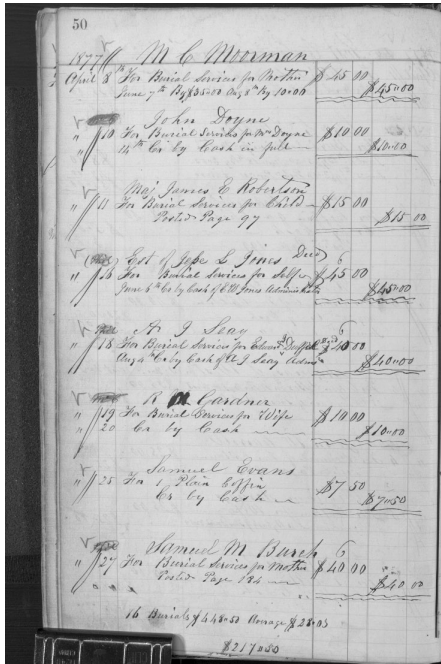 50
1877 M C Moorman
April 8th For Burial Services for Mother $45 00
June 7th By $35=00 Aug 8th By 10=00 $45=00
John Doyne
" 10 For Burial Services for Mrs Doyne $10 00
14th Cr by Cash in full $10=00
Maj James E Robertson
" 11 For Burial Services for Child $15 00
Posted Page 97 $15 00
Est of Jobe L Jones Decd 6
" 16 For Burial Services for Self $45 00
June 4th Cr by Cash of C W Jones Administrator $45=00
A J Seay 6
" 18 For Burial Services for Edward $40 00
Aug 4th Cr by Cash of A J Seay Admr $40=00
R Gardner
" 19 For Burial Services for Wife $10 00
20 Cr by Cash $10=00
Samuel Evans
" 25 For 1 Plain Coffin $7 50
Cr by Cash $7=50
Samuel M Burch 6
" 27 For Burial Services for Mother $40 00
Posted Page 184 $40 00
16 Burials $448=50 Average $28=03
$217=50